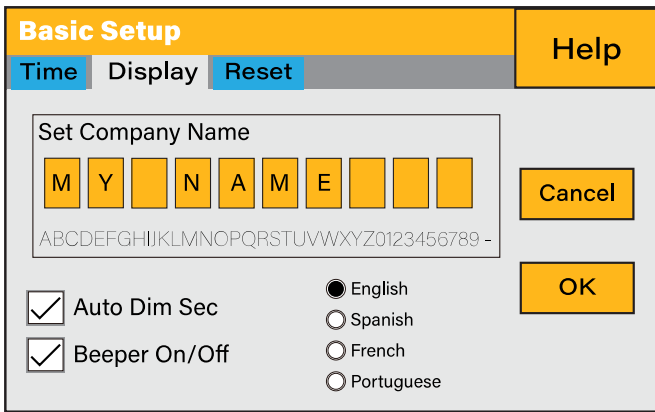 Basic Setup
Help
Time Display Reset
Set Company Name
M Y N A M E
ABCDEFGHIJKLMNOPQRSTUVWXYZ0123456789 -
Cancel
OK
Auto Dim Sec
Beeper On/Off
English
Spanish
French
Portuguese